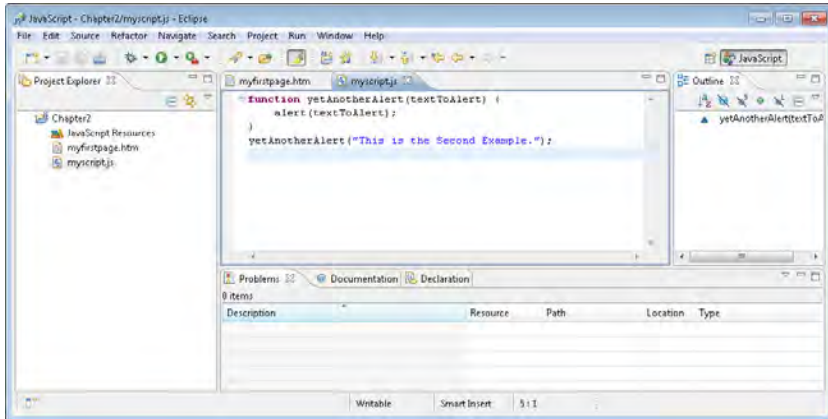 JavaScript - Chapter2/myscript.js - Eclipse
File Edit Source Refactor Navigate Search Project Run Window Help
JavaScript
Project Explorer
myfirstpage.htm
myscript.js
Outline
Chapter2
JavaScript Resources
myfirstpage.htm
myscript.js
function yetAnotherAlert(textToAlert) {
alert(textToAlert);
}
yetAnotherAlert("This is the Second Example.");
yetAnotherAlert(textToA
Problems
Documentation
Declaration
0 items
Description Resource Path Location Type
Writable Smart Insert 5 : 1